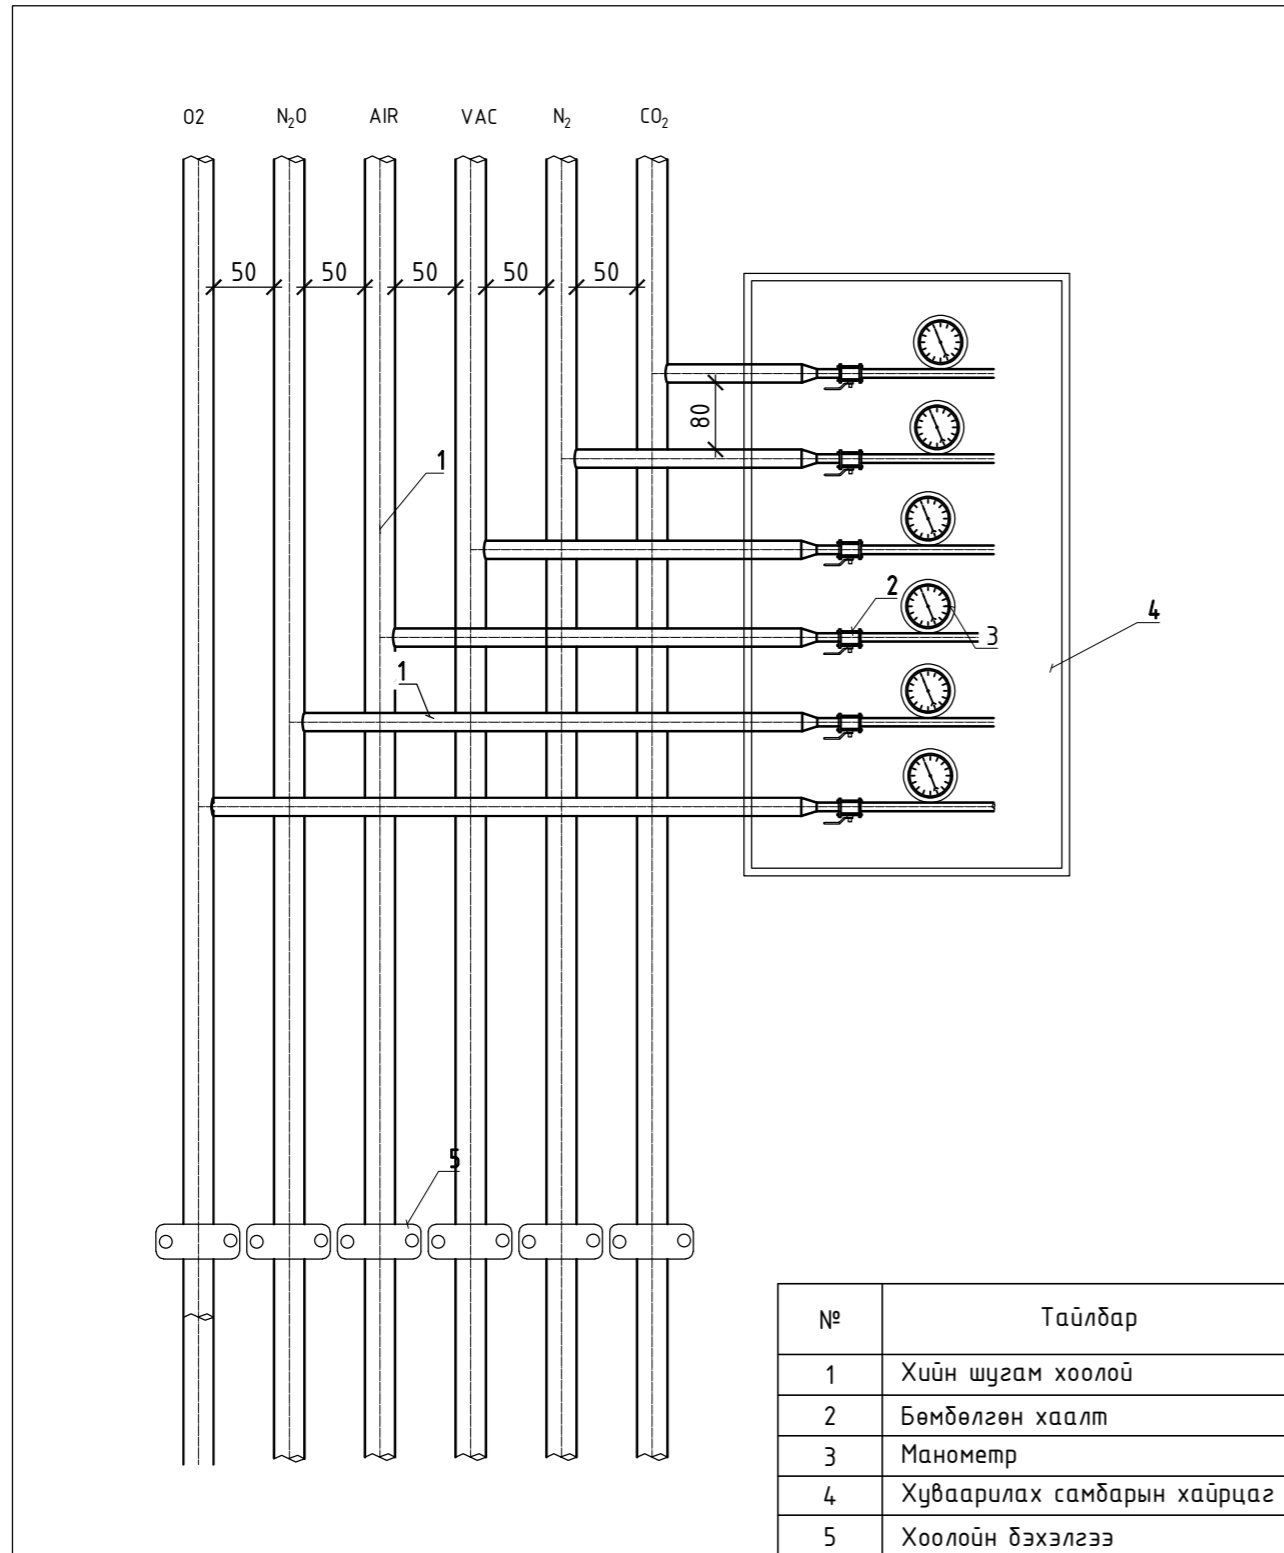 O2 N₂O AIR VAC N₂ CO₂
50 50 50 50 50
80
1
2
3
4
1
5
№ Тайлбар
1 Хийн шугам хоолой
2 Бөмбөлгөн хаалт
3 Манометр
4 Хуваарилах самбарын хайрцаг
5 Хоолойн бэхэлгээ